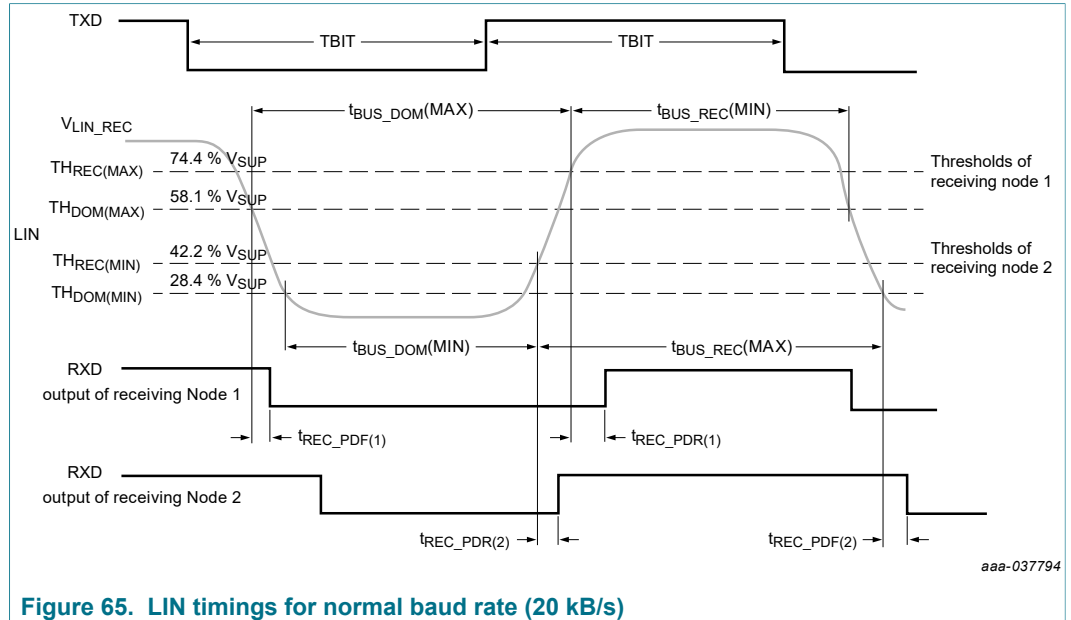 TXD
TBIT
TBIT
tBUS_DOM(MAX)
tBUS_REC(MIN)
VLIN_REC
THREC(MAX)
74.4 % VSUP
Thresholds of
receiving node 1
THDOM(MAX)
58.1 % VSUP
LIN
THREC(MIN)
42.2 % VSUP
Thresholds of
receiving node 2
THDOM(MIN)
28.4 % VSUP
tBUS_DOM(MIN)
tBUS_REC(MAX)
RXD
output of receiving Node 1
tREC_PDF(1)
tREC_PDR(1)
RXD
output of receiving Node 2
tREC_PDR(2)
tREC_PDF(2)
aaa-037794
Figure 65. LIN timings for normal baud rate (20 kB/s)